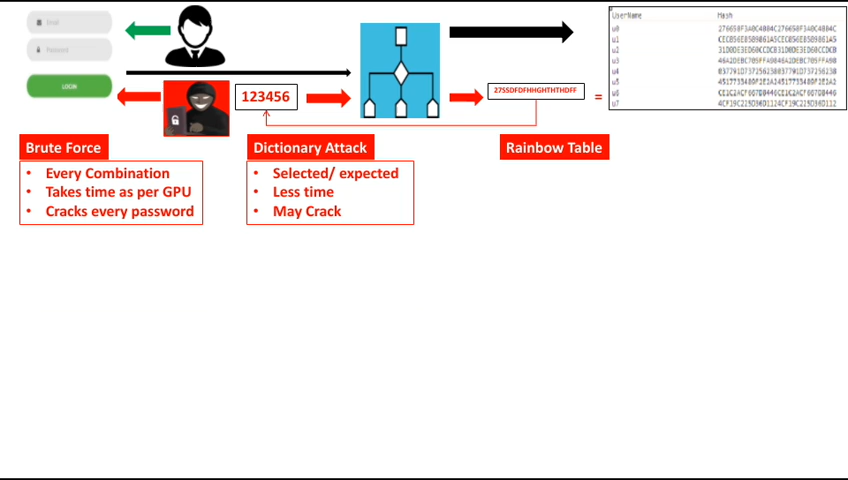 Email
Password
LOGIN
123456
27SSDFDFHHGHTHTHDFF
=
UserName Hash
u0
u1
u2
u3
u4
u5
u6
u7
Brute Force
• Every Combination
• Takes time as per GPU
• Cracks every password
Dictionary Attack
• Selected/ expected
• Less time
• May Crack
Rainbow Table